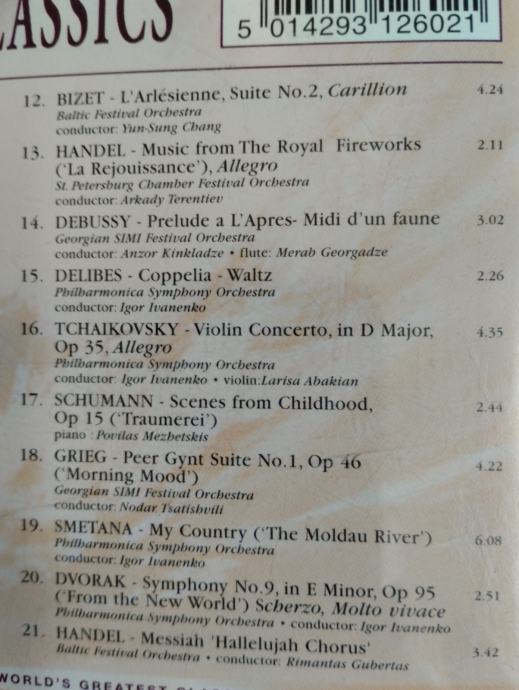 CLASSICS
5 014293 126021
12. BIZET - L'Arlésienne, Suite No.2, Carillion 4.24
Baltic Festival Orchestra
conductor: Yun-Sung Chang
13. HANDEL - Music from The Royal Fireworks 2.11
('La Rejouissance'), Allegro
St. Petersburg Chamber Festival Orchestra
conductor: Arkady Terentiev
14. DEBUSSY - Prelude a L'Apres- Midi d'un faune 3.02
Georgian SIMI Festival Orchestra
conductor: Anzor Kinkladze • flute: Merab Georgadze
15. DELIBES - Coppelia - Waltz 2.26
Philharmonica Symphony Orchestra
conductor: Igor Ivanenko
16. TCHAIKOVSKY - Violin Concerto, in D Major, 4.35
Op 35, Allegro
Philharmonica Symphony Orchestra
conductor: Igor Ivanenko • violin:Larisa Abakian
17. SCHUMANN - Scenes from Childhood, 2.44
Op 15 ('Traumerei')
piano : Povilas Mezhetskis
18. GRIEG - Peer Gynt Suite No.1, Op 46 4.22
('Morning Mood')
Georgian SIMI Festival Orchestra
conductor: Nodar Tsatishvili
19. SMETANA - My Country ('The Moldau River') 6.08
Philharmonica Symphony Orchestra
conductor: Igor Ivanenko
20. DVORAK - Symphony No.9, in E Minor, Op 95 2.51
('From the New World') Scherzo, Molto vivace
Philharmonica Symphony Orchestra • conductor: Igor Ivanenko
21. HANDEL - Messiah 'Hallelujah Chorus' 3.42
Baltic Festival Orchestra • conductor: Rimantas Gubertas
WORLD'S GREATEST